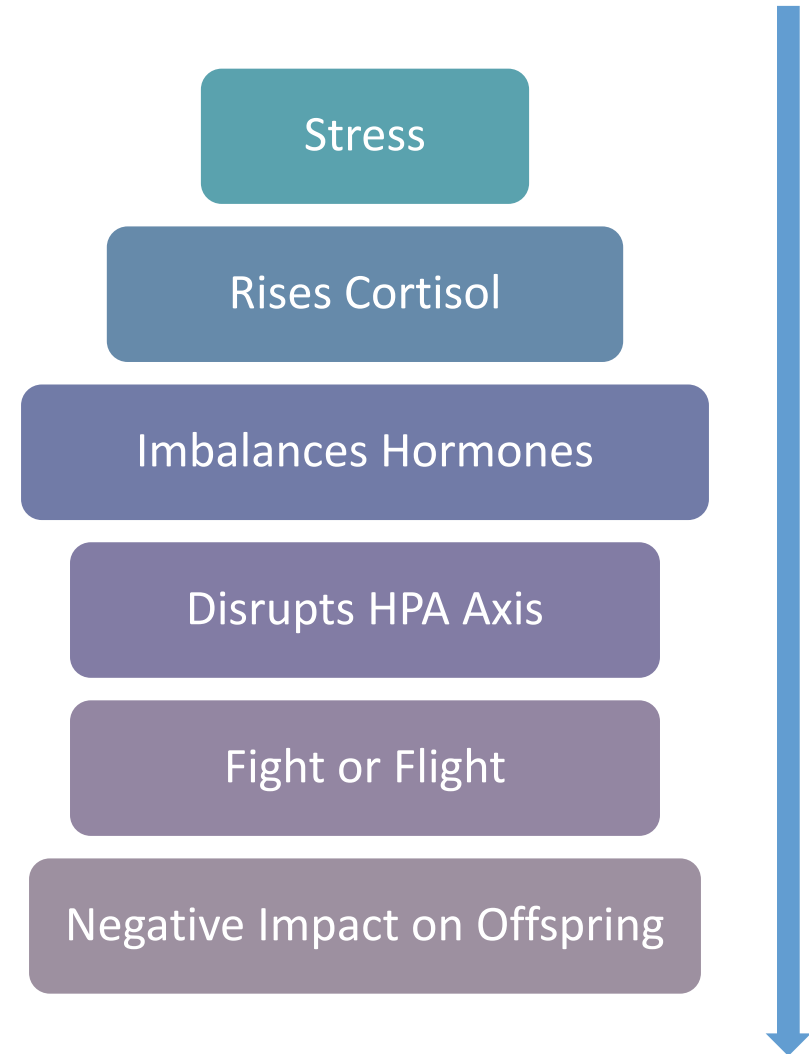 Stress
Rises Cortisol
Imbalances Hormones
Disrupts HPA Axis
Fight or Flight
Negative Impact on Offspring